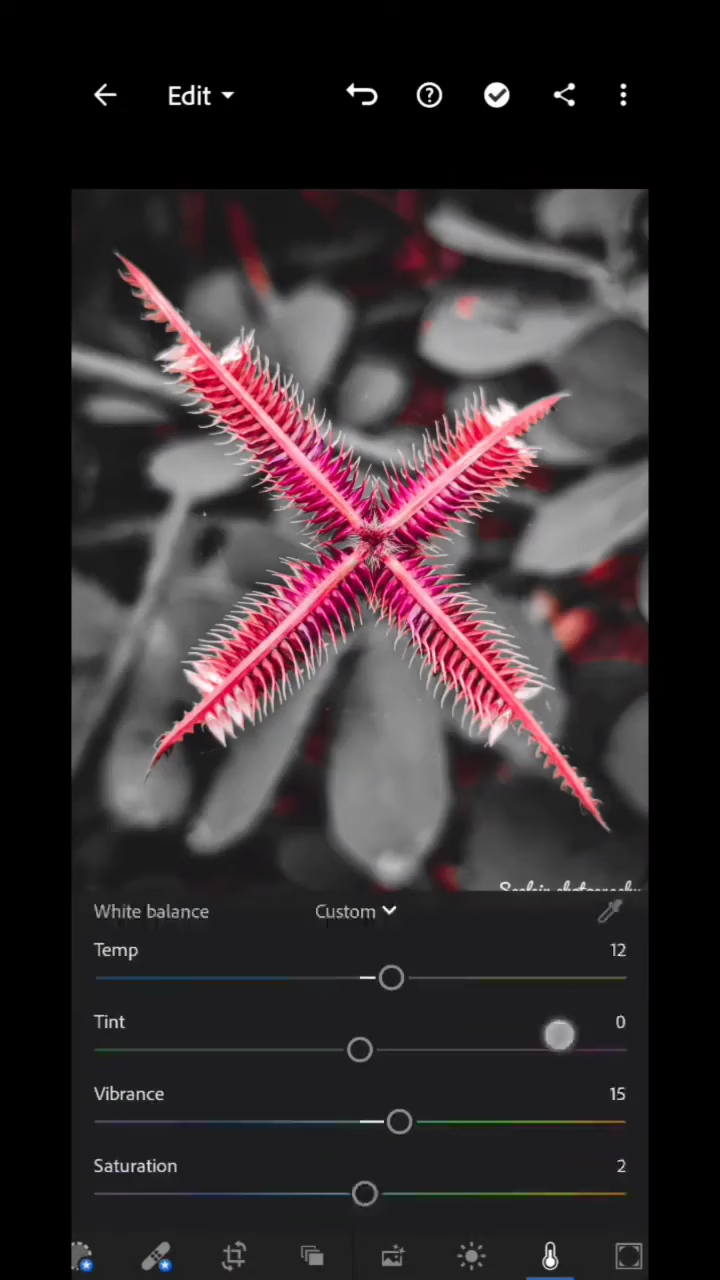 Edit
White balance
Custom
Temp
12
Tint
0
Vibrance
15
Saturation
2